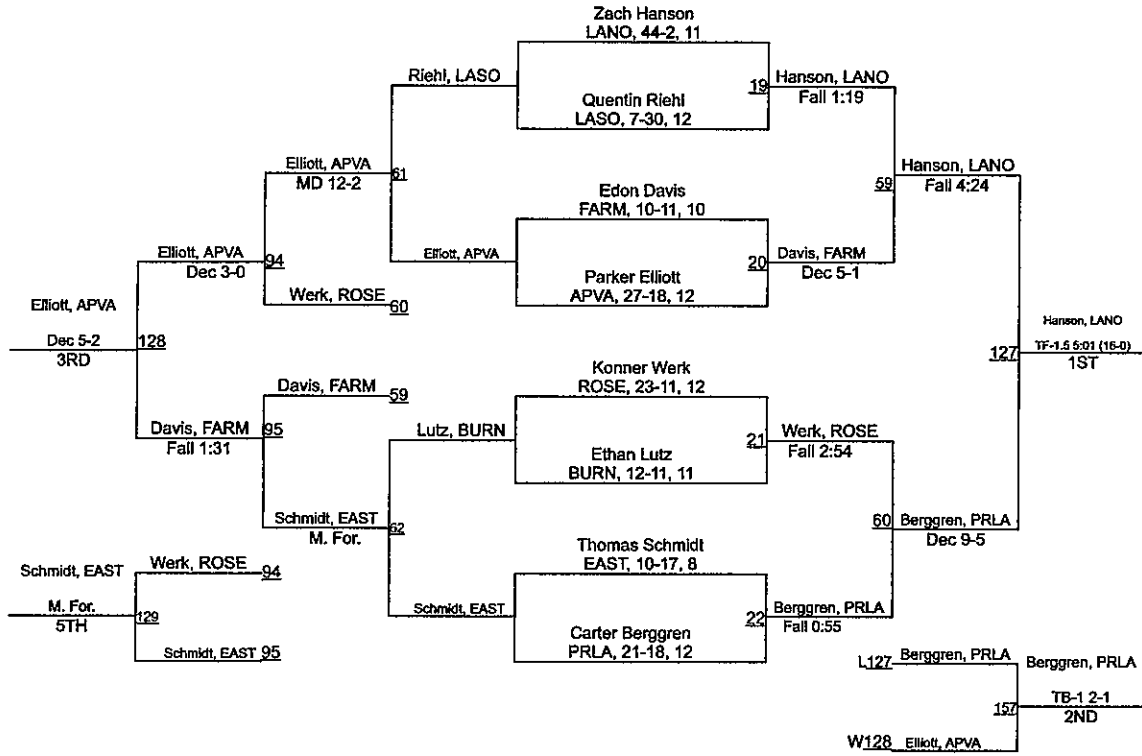 Zach Hanson
LANO, 44-2, 11
Riehl, LASO
19
Hanson, LANO
Fall 1:19
Quentin Riehl
LASO, 7-30, 12
Elliott, APVA
MD 12-2
61
Hanson, LANO
Fall 4:24
59
Edon Davis
FARM, 10-11, 10
Elliott, APVA
Dec 3-0
94
Elliott, APVA
20
Davis, FARM
Dec 5-1
Parker Elliott
APVA, 27-18, 12
Werk, ROSE
60
Elliott, APVA
Dec 5-2
3RD
128
Hanson, LANO
TF-1.5 5:01 (16-0)
1ST
127
Konner Werk
ROSE, 23-11, 12
Davis, FARM
59
Davis, FARM
Fall 1:31
95
Lutz, BURN
21
Werk, ROSE
Fall 2:54
Ethan Lutz
BURN, 12-11, 11
Schmidt, EAST
M. For.
62
60
Berggren, PRLA
Dec 9-5
Thomas Schmidt
EAST, 10-17, 8
Schmidt, EAST
M. For.
5TH
Werk, ROSE
94
129
Schmidt, EAST
95
Schmidt, EAST
22
Berggren, PRLA
Fall 0:55
Carter Berggren
PRLA, 21-18, 12
L127
Berggren, PRLA
Berggren, PRLA
157
TB-1 2-1
2ND
W128
Elliott, APVA